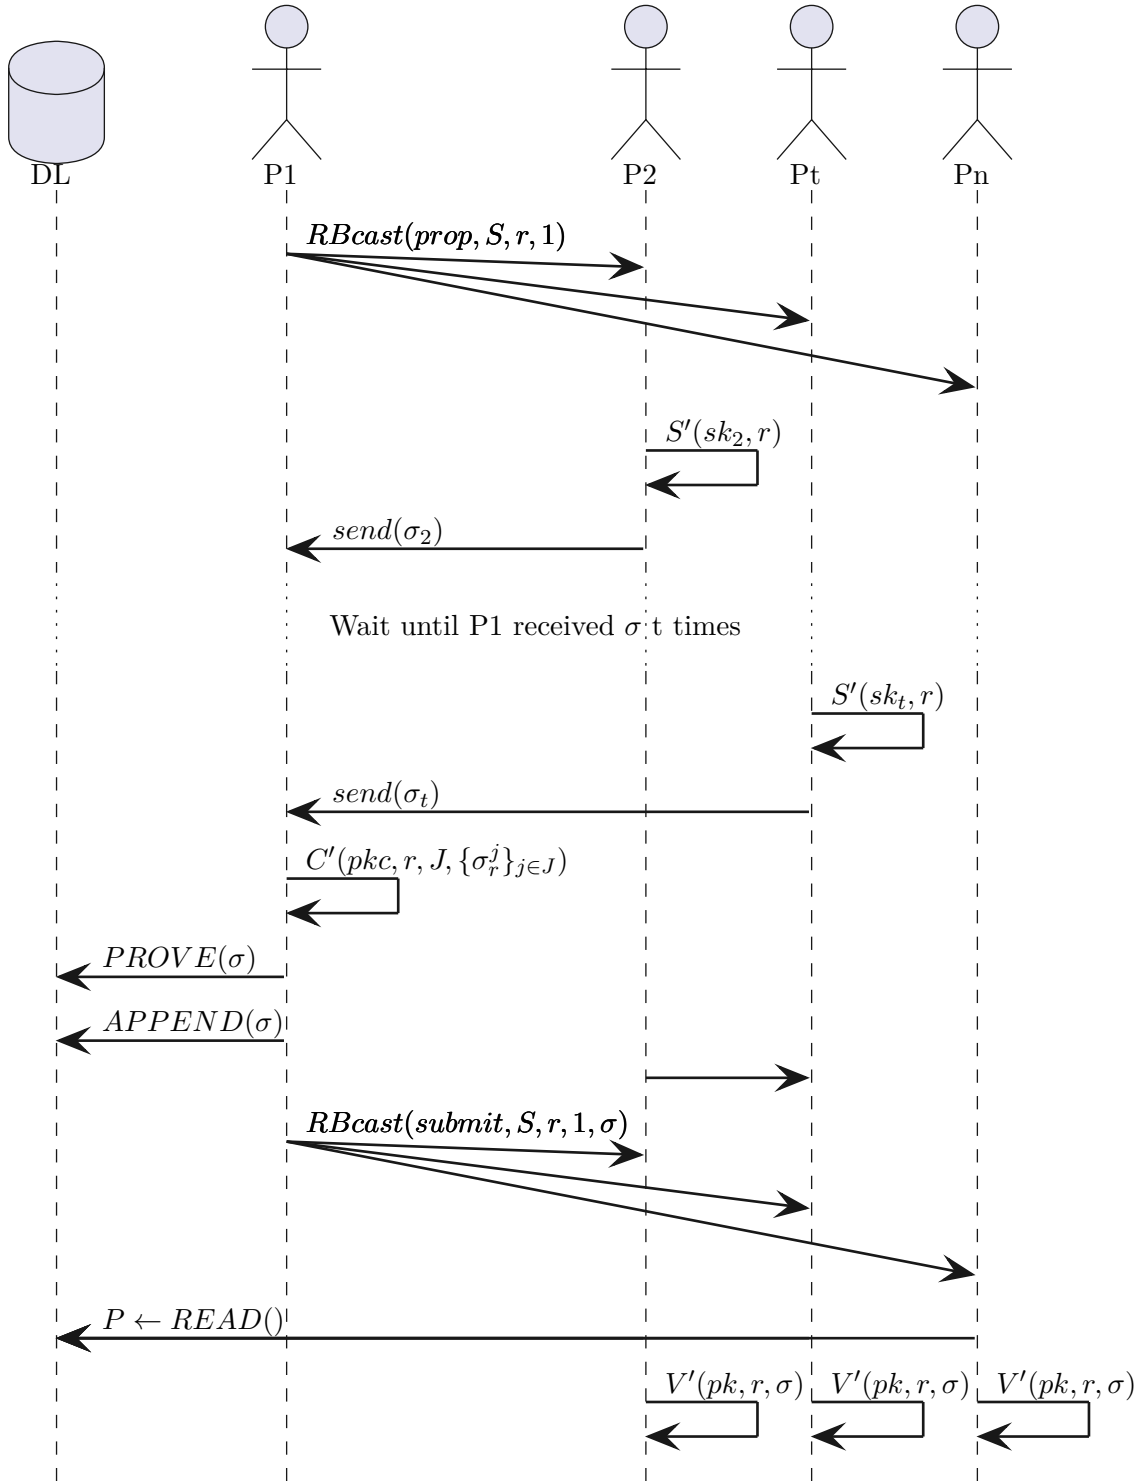 DL
P1
P2
Pt
Pn
RBcast(prop, S, r, 1)
S′(sk₂, r)
send(σ₂)
Wait until P1 received σ t times
S′(skₜ, r)
send(σₜ)
C′(pkc, r, J, {σᵣʲ}ⱼ∈J)
PROVE(σ)
APPEND(σ)
RBcast(submit, S, r, 1, σ)
P ← READ()
V′(pk, r, σ)
V′(pk, r, σ)
V′(pk, r, σ)